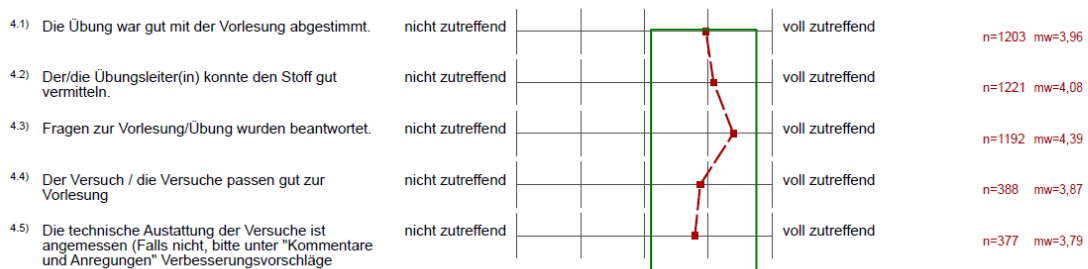 4.1) Die Übung war gut mit der Vorlesung abgestimmt. nicht zutreffend voll zutreffend n=1203 mw=3,96
4.2) Der/die Übungsleiter(in) konnte den Stoff gut vermitteln. nicht zutreffend voll zutreffend n=1221 mw=4,08
4.3) Fragen zur Vorlesung/Übung wurden beantwortet. nicht zutreffend voll zutreffend n=1192 mw=4,39
4.4) Der Versuch / die Versuche passen gut zur Vorlesung nicht zutreffend voll zutreffend n=388 mw=3,87
4.5) Die technische Austattung der Versuche ist angemessen (Falls nicht, bitte unter "Kommentare und Anregungen" Verbesserungsvorschläge nicht zutreffend voll zutreffend n=377 mw=3,79